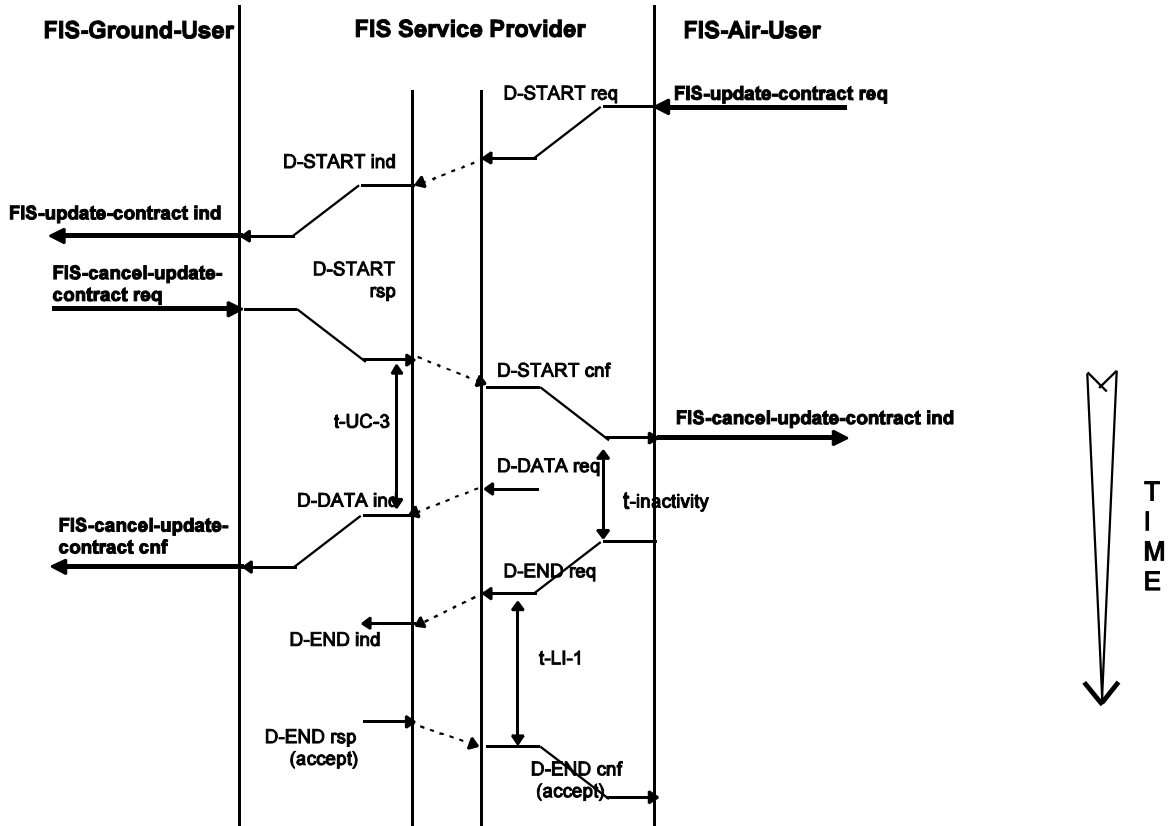 FIS-Ground-User
FIS Service Provider
FIS-Air-User
D-START req
FIS-update-contract req
D-START ind
FIS-update-contract ind
FIS-cancel-update-
contract req
D-START
rsp
D-START cnf
t-UC-3
FIS-cancel-update-contract ind
D-DATA req
D-DATA ind
t-inactivity
FIS-cancel-update-
contract cnf
D-END req
D-END ind
t-LI-1
D-END rsp
(accept)
D-END cnf
(accept)
T
I
M
E